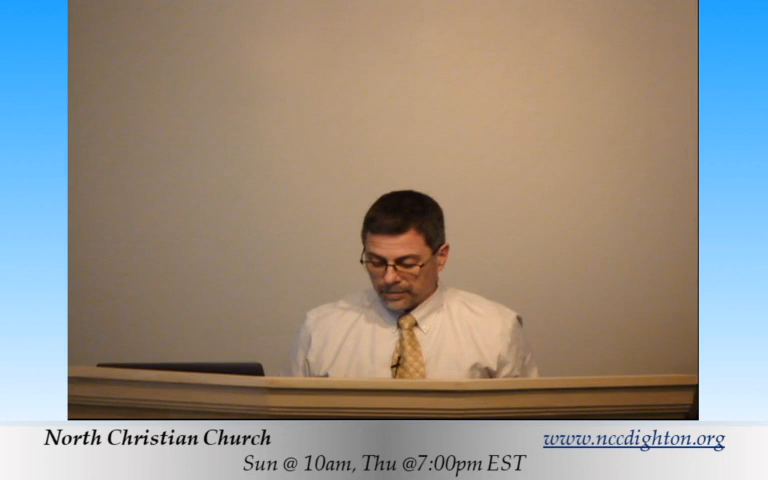 North Christian Church
www.nccdighton.org
Sun @ 10am, Thu @7:00pm EST